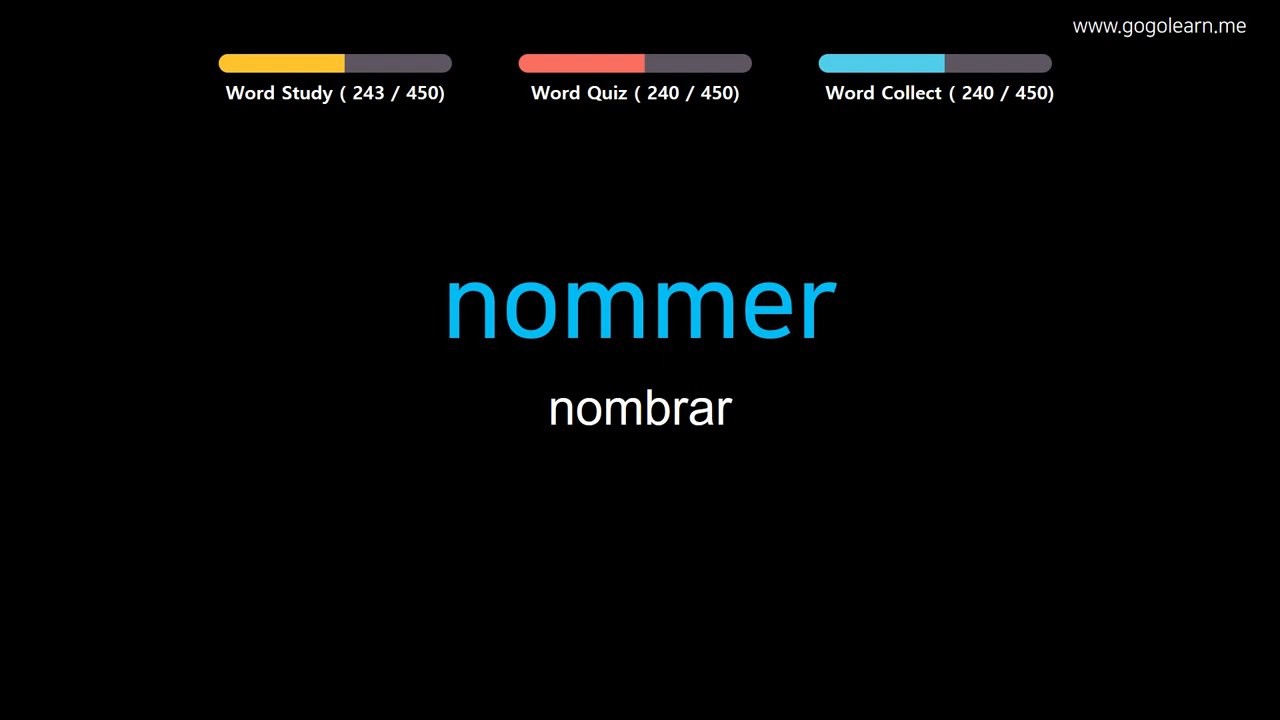 www.gogolearn.me
Word Study ( 243 / 450)
Word Quiz ( 240 / 450)
Word Collect ( 240 / 450)
nommer
nombrar